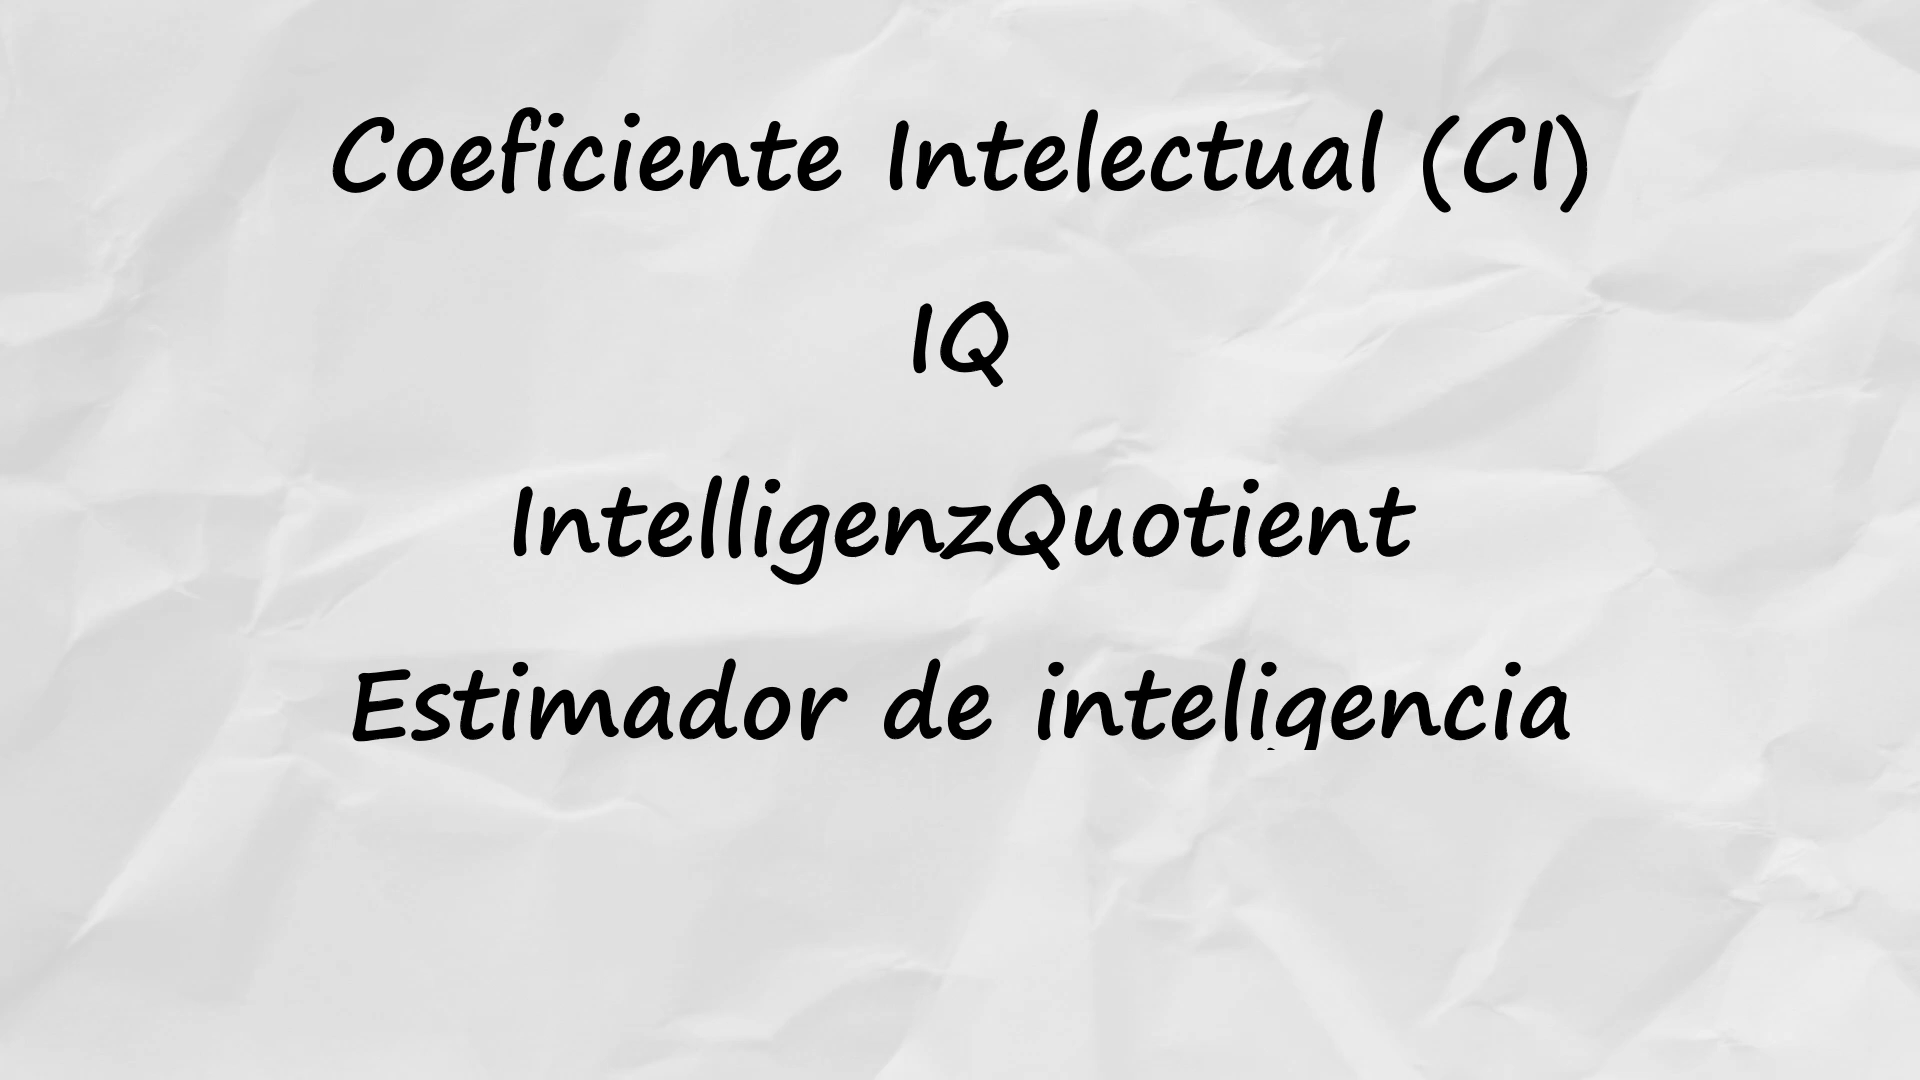 Coeficiente Intelectual (CI)
IQ
IntelligenzQuotient
Estimador de inteligencia